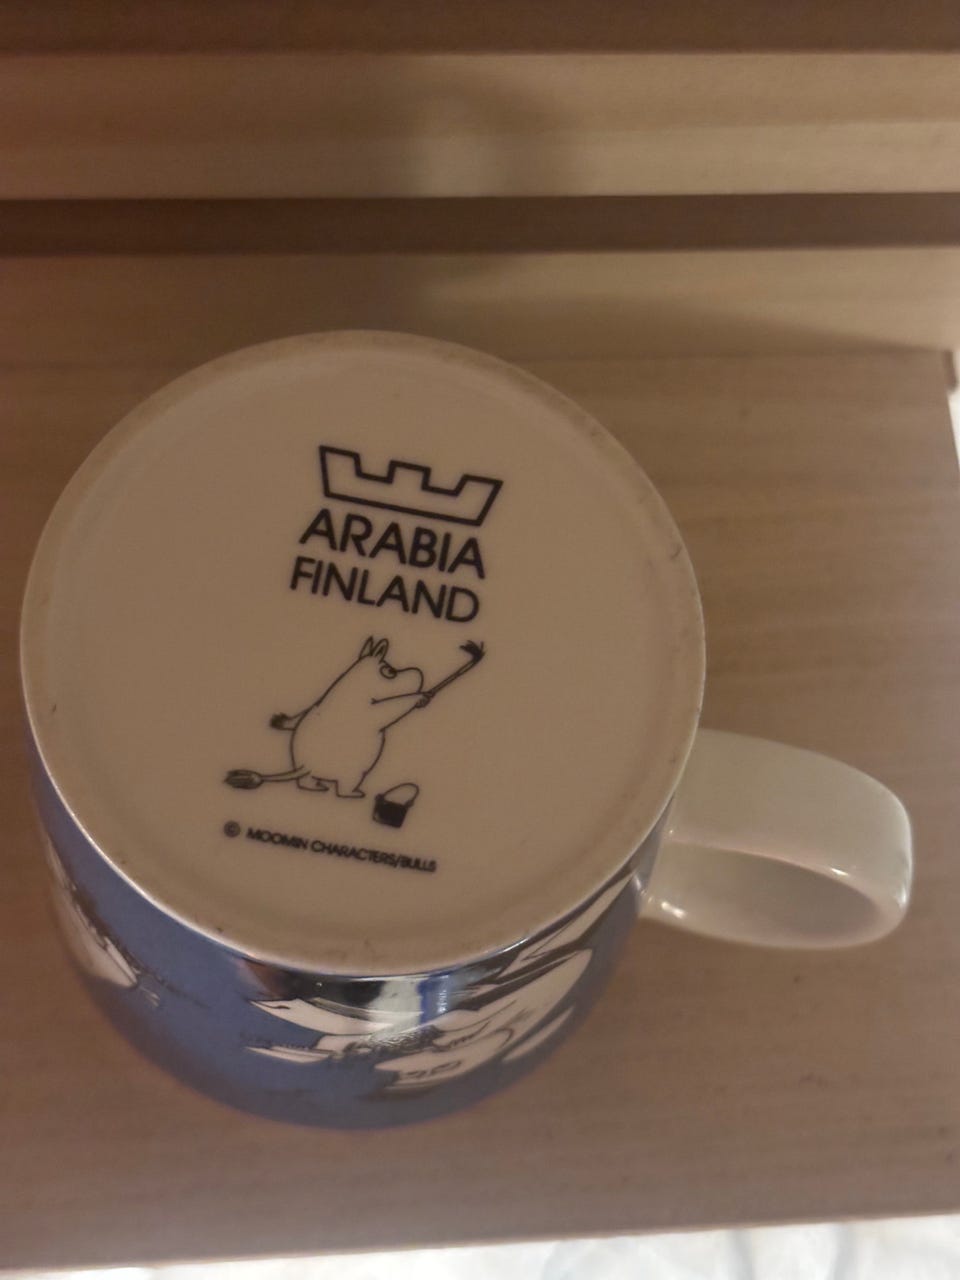 ARABIA
FINLAND
© MOOMIN CHARACTERS/BULLS